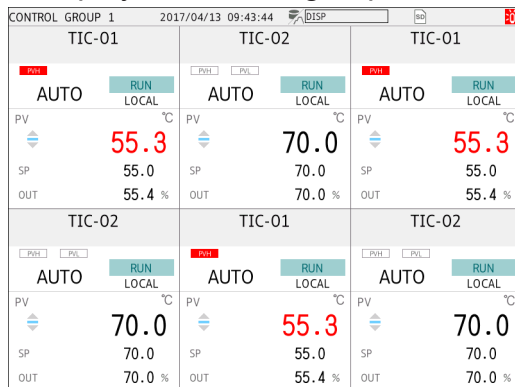 CONTROL GROUP 1 2017/04/13 09:43:44 DISP SD
TIC-01 TIC-02 TIC-01
PVH PVH PVL PVH
AUTO RUN AUTO RUN AUTO RUN
LOCAL LOCAL LOCAL
PV ℃ PV ℃ PV ℃
55.3 70.0 55.3
SP 55.0 SP 70.0 SP 55.0
OUT 55.4 % OUT 70.0 % OUT 55.4 %
TIC-02 TIC-01 TIC-02
PVH PVL PVH PVH PVL
AUTO RUN AUTO RUN AUTO RUN
LOCAL LOCAL LOCAL
PV ℃ PV ℃ PV ℃
70.0 55.3 70.0
SP 70.0 SP 55.0 SP 70.0
OUT 70.0 % OUT 55.4 % OUT 70.0 %